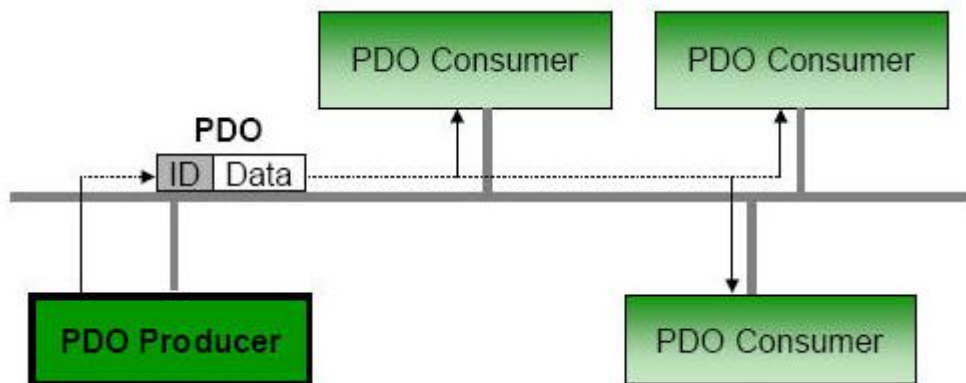 PDO Consumer
PDO Consumer
PDO
ID Data
PDO Producer
PDO Consumer